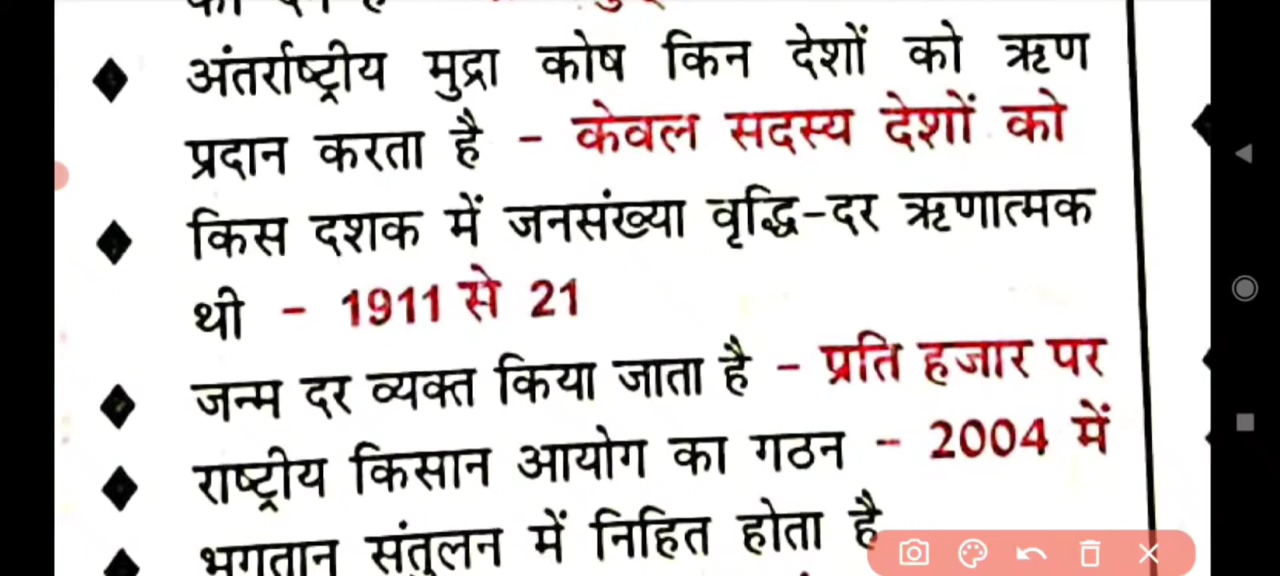 अंतर्राष्ट्रीय मुद्रा कोष किन देशों को ऋण
प्रदान करता है - केवल सदस्य देशों को
किस दशक में जनसंख्या वृद्धि-दर ऋणात्मक
थी - 1911 से 21
जन्म दर व्यक्त किया जाता है - प्रति हजार पर
राष्ट्रीय किसान आयोग का गठन - 2004 में
भुगतान संतुलन में निहित होता है